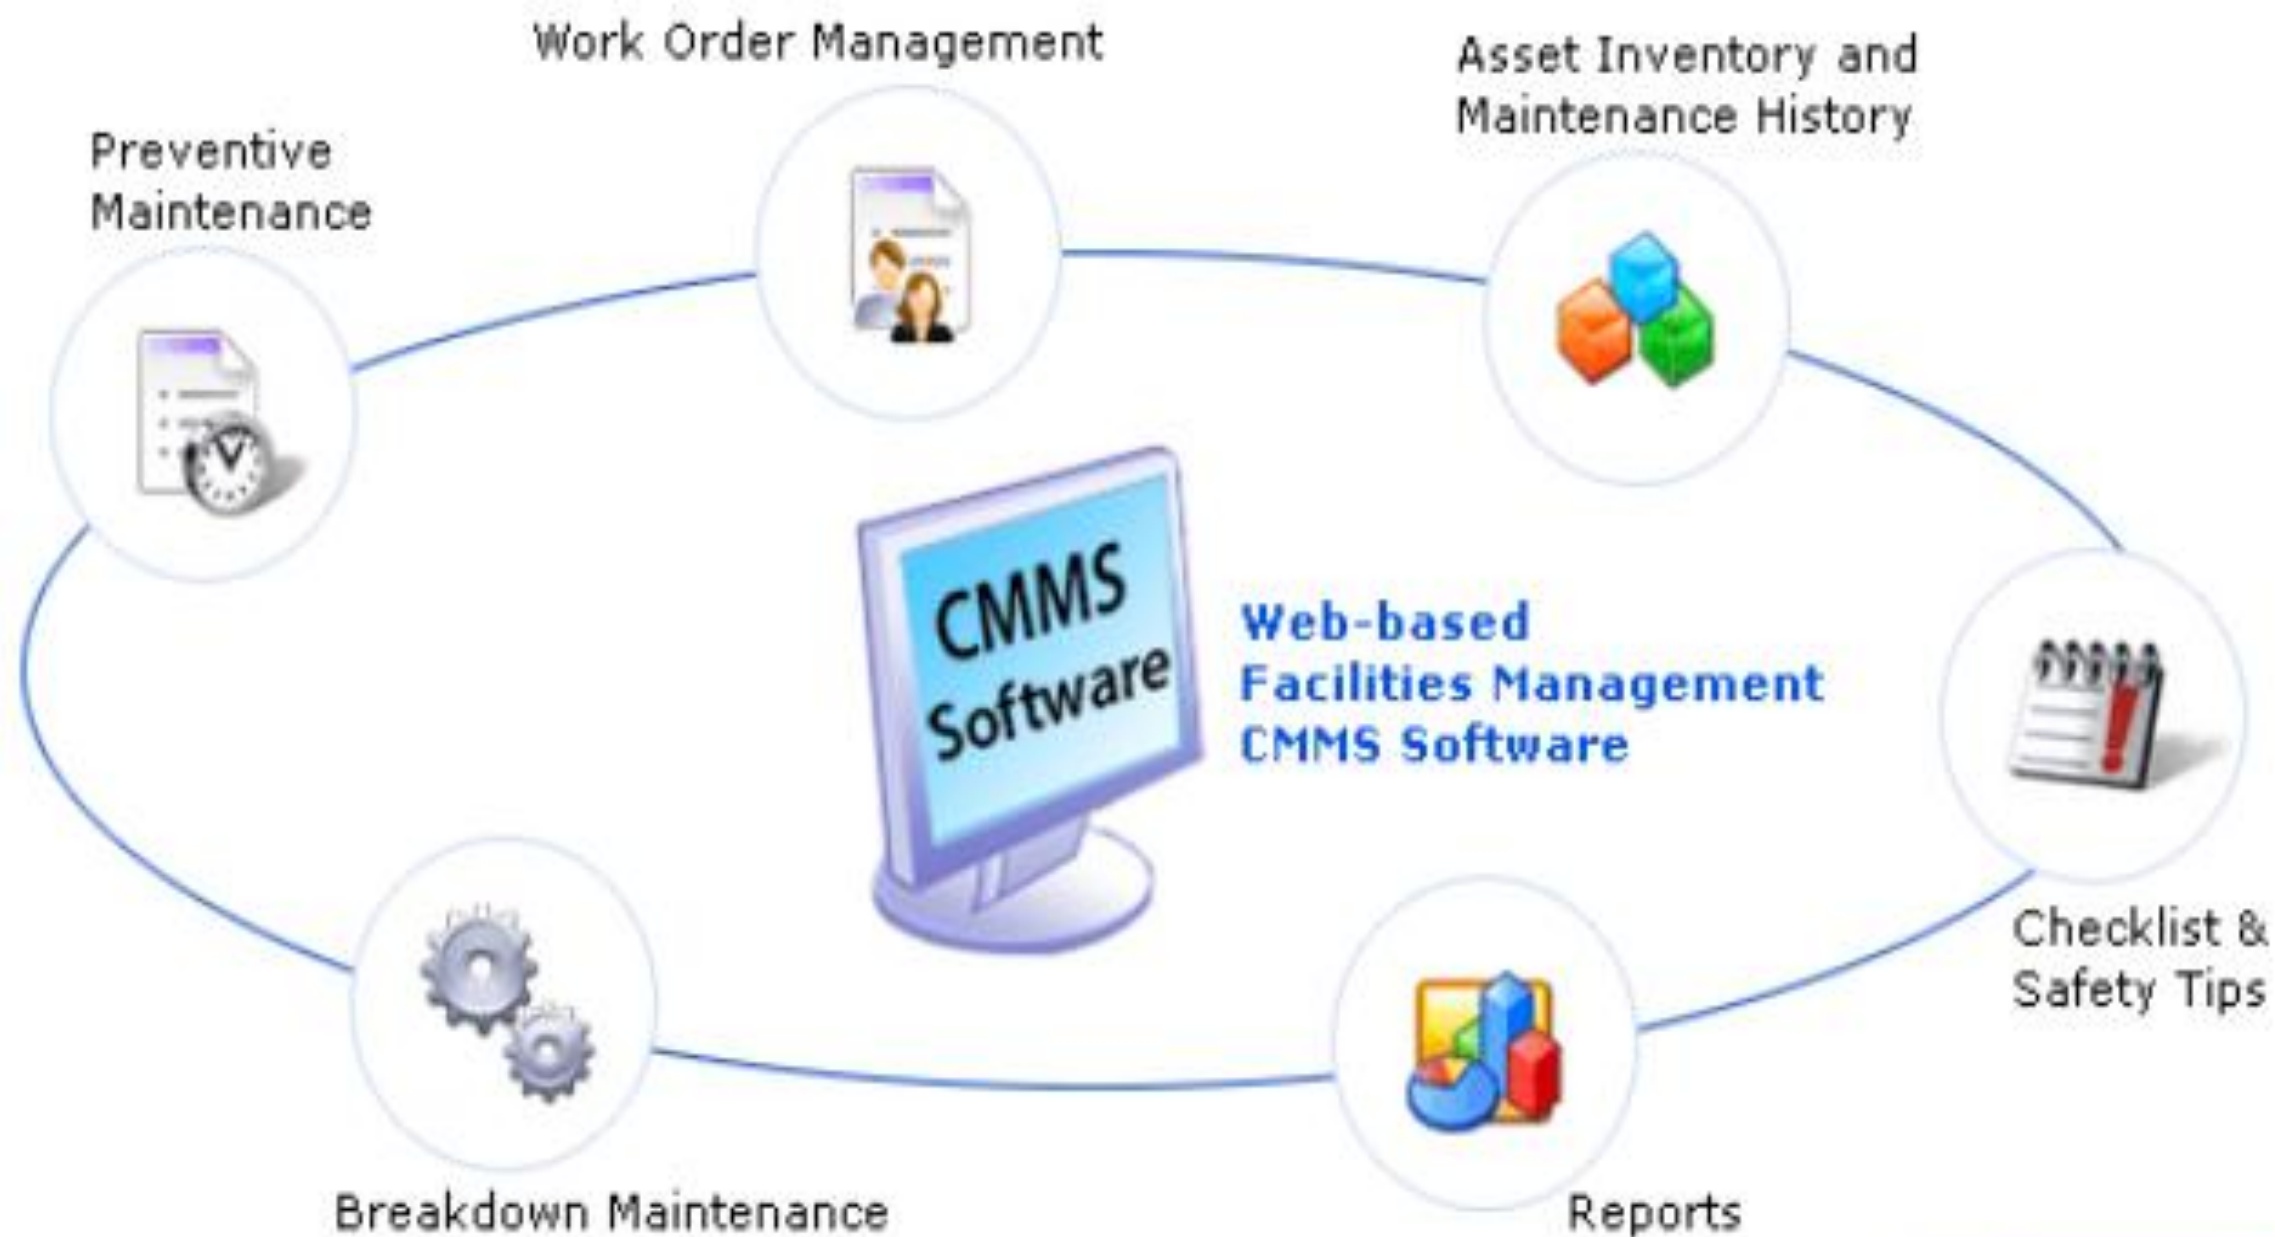 Work Order Management
Asset Inventory and
Maintenance History
Preventive
Maintenance
CMMS
Software
Web-based
Facilities Management
CMMS Software
Checklist &
Safety Tips
Breakdown Maintenance
Reports